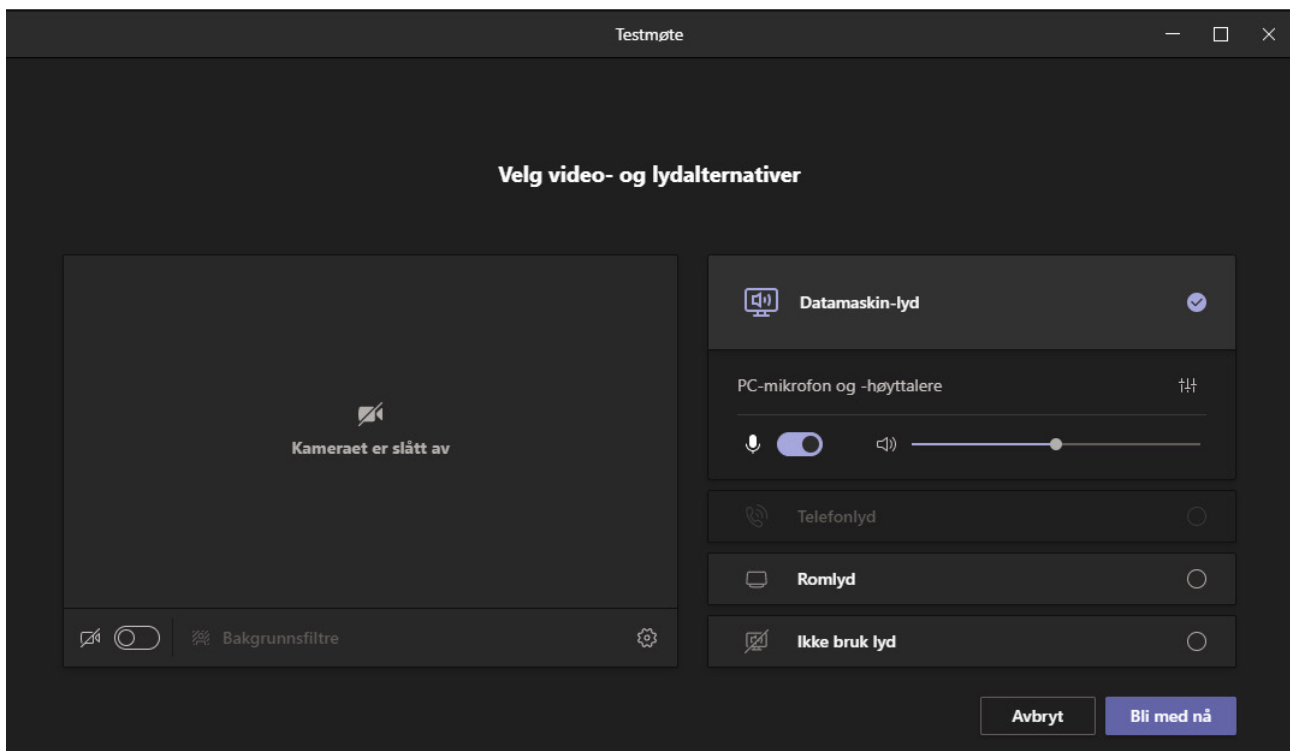 Testmøte
Velg video- og lydalternativer
Kameraet er slått av
Bakgrunnsfiltre
Datamaskin-lyd
PC-mikrofon og -høyttalere
Telefonlyd
Romlyd
Ikke bruk lyd
Avbryt
Bli med nå